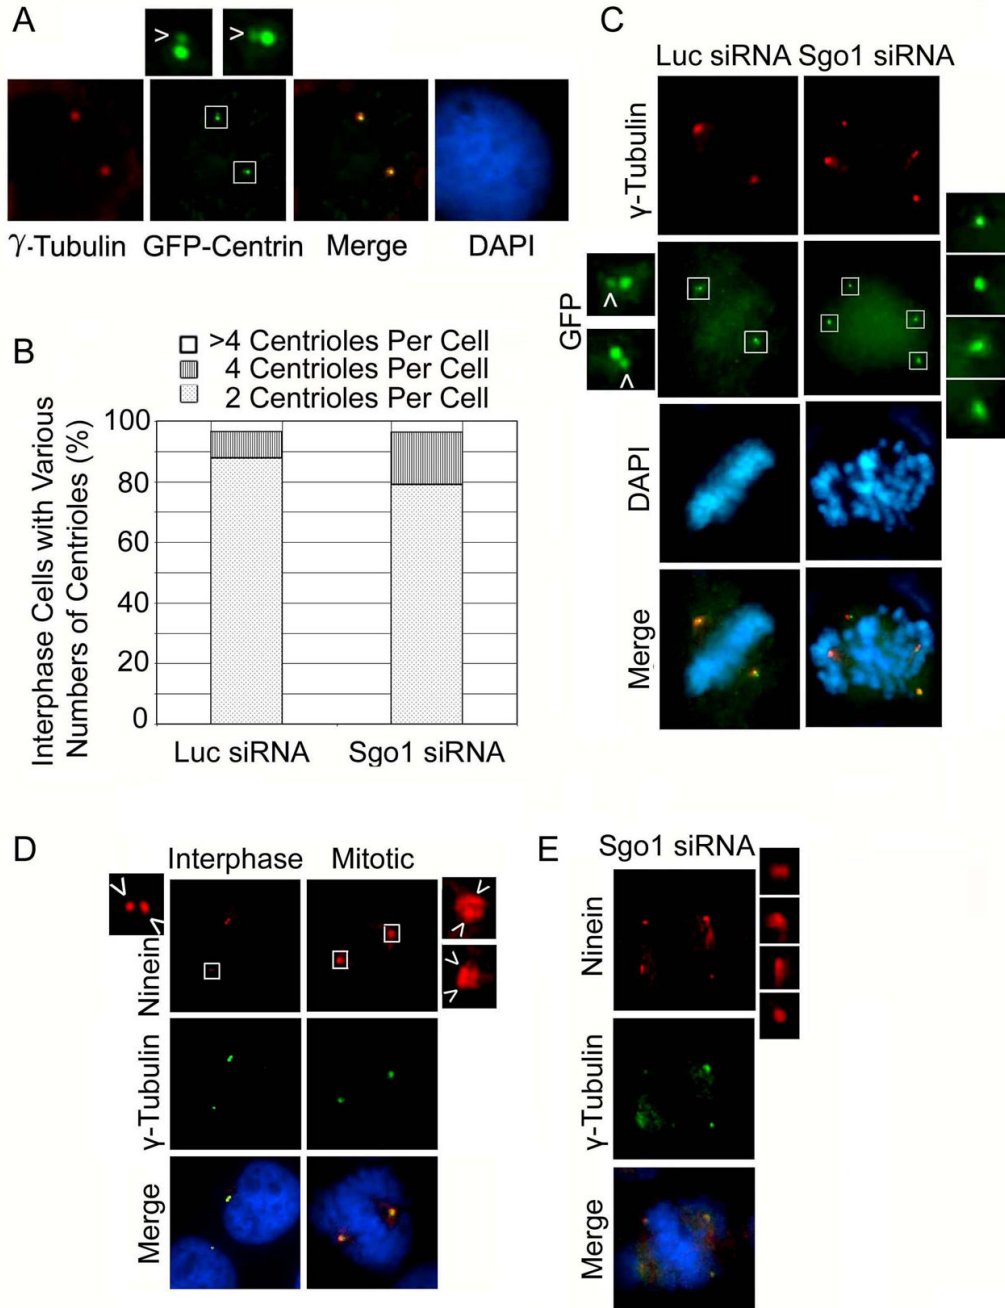 A
γ-Tubulin GFP-Centrin Merge DAPI
B
>4 Centrioles Per Cell
4 Centrioles Per Cell
2 Centrioles Per Cell
Interphase Cells with Various
Numbers of Centrioles (%)
100
80
60
40
20
0
Luc siRNA Sgo1 siRNA
C
Luc siRNA Sgo1 siRNA
γ-Tubulin
GFP
DAPI
Merge
D
Interphase Mitotic
Ninein
γ-Tubulin
Merge
E
Sgo1 siRNA
Ninein
γ-Tubulin
Merge